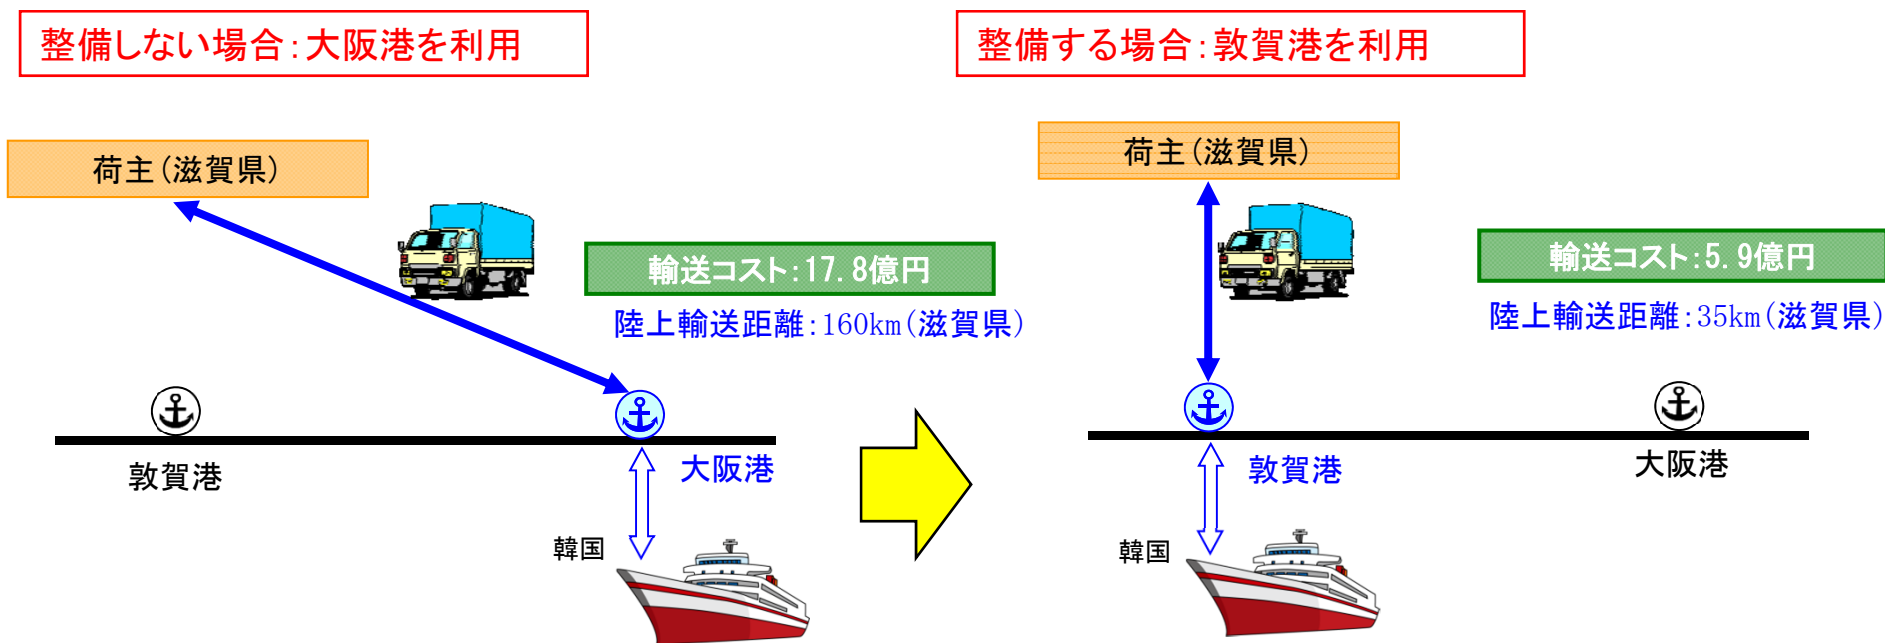 整備しない場合：大阪港を利用
荷主（滋賀県）
輸送コスト：17.8億円
陸上輸送距離：160km（滋賀県）
敦賀港
大阪港
韓国
整備する場合：敦賀港を利用
荷主（滋賀県）
輸送コスト：5.9億円
陸上輸送距離：35km（滋賀県）
敦賀港
大阪港
韓国